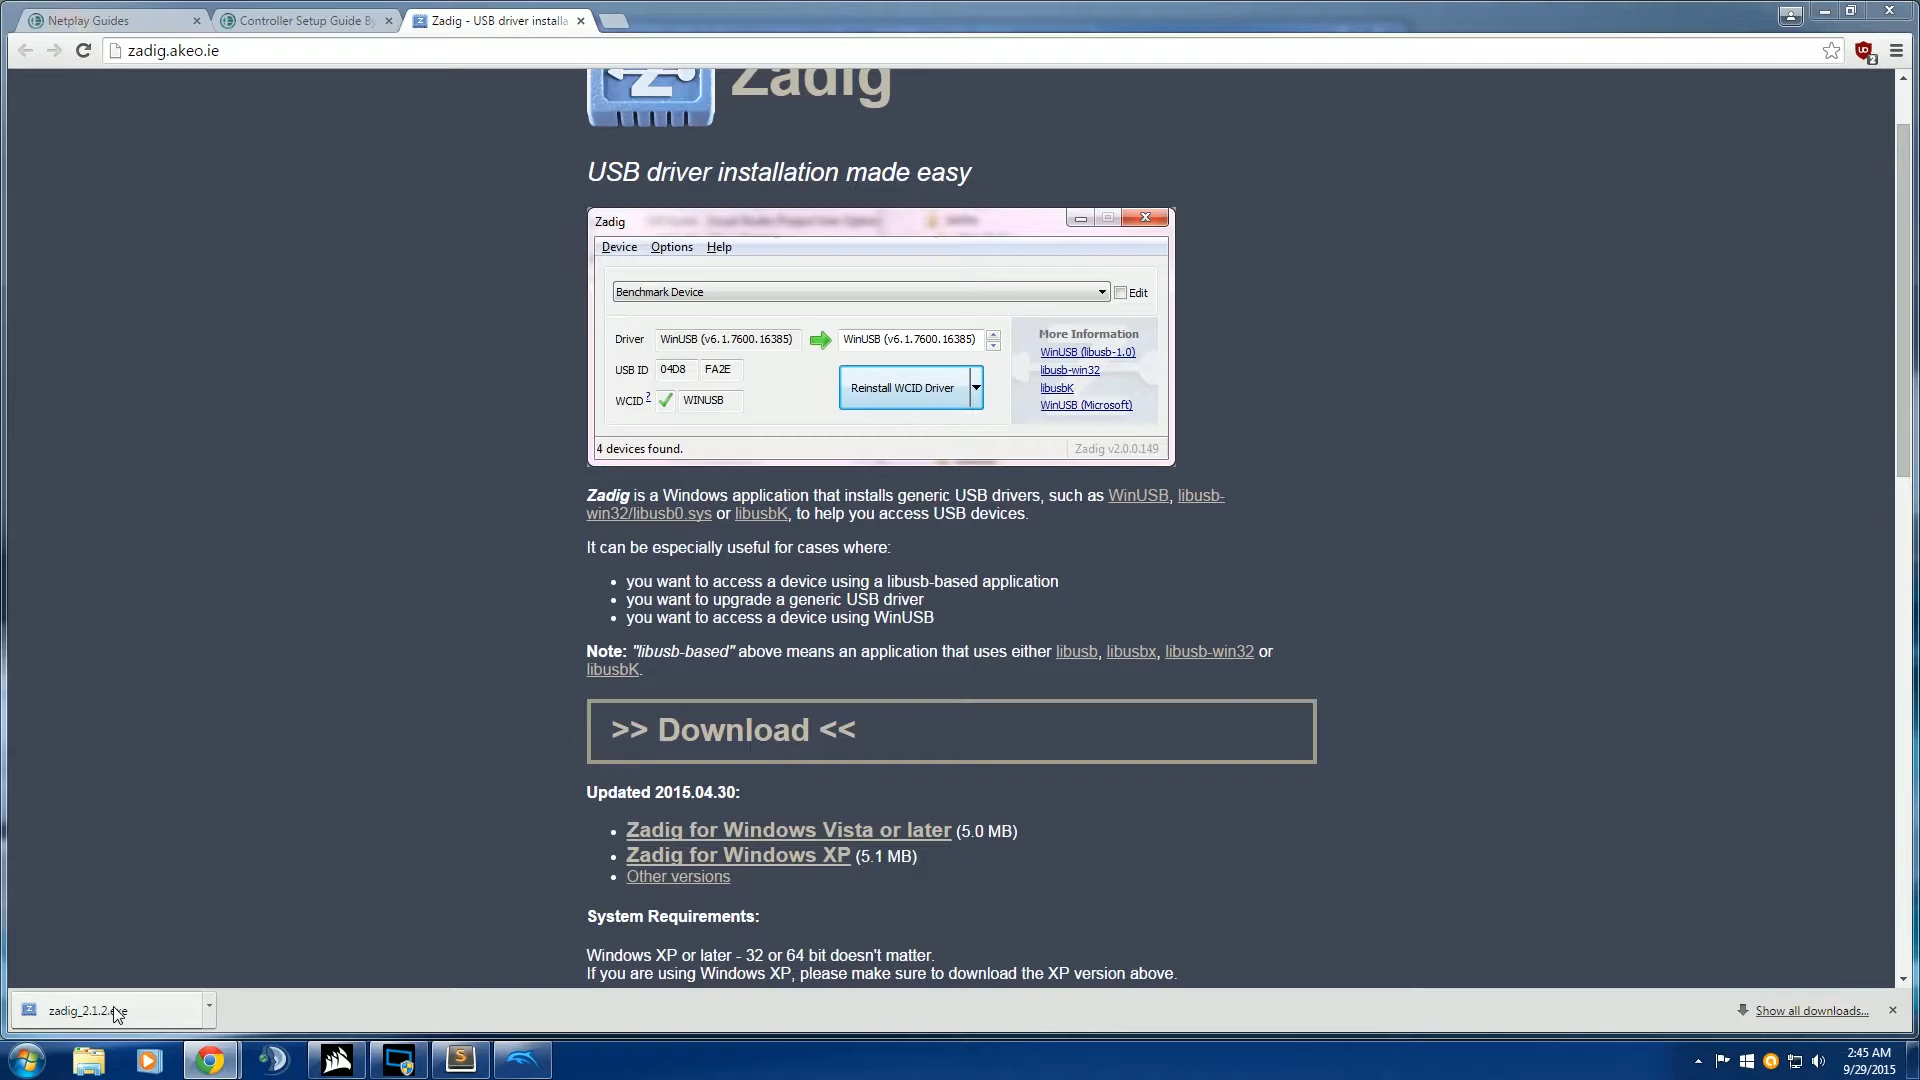 Netplay Guides
Controller Setup Guide By
Zadig - USB driver installa
zadig.akeo.ie
Zadig
USB driver installation made easy
Zadig
Device Options Help
Benchmark Device
Edit
Driver WinUSB (v6.1.7600.16385) WinUSB (v6.1.7600.16385)
More Information
WinUSB (libusb-1.0)
USB ID 04D8 FA2E
libusb-win32
Reinstall WCID Driver
libusbK
WCID ? WINUSB
WinUSB (Microsoft)
4 devices found.
Zadig v2.0.0.149
Zadig is a Windows application that installs generic USB drivers, such as WinUSB, libusb-
win32/libusb0.sys or libusbK, to help you access USB devices.
It can be especially useful for cases where:
• you want to access a device using a libusb-based application
• you want to upgrade a generic USB driver
• you want to access a device using WinUSB
Note: "libusb-based" above means an application that uses either libusb, libusbx, libusb-win32 or
libusbK.
>> Download <<
Updated 2015.04.30:
• Zadig for Windows Vista or later (5.0 MB)
• Zadig for Windows XP (5.1 MB)
• Other versions
System Requirements:
Windows XP or later - 32 or 64 bit doesn't matter.
If you are using Windows XP, please make sure to download the XP version above.
zadig_2.1.2.exe
Show all downloads...
2:45 AM
9/29/2015